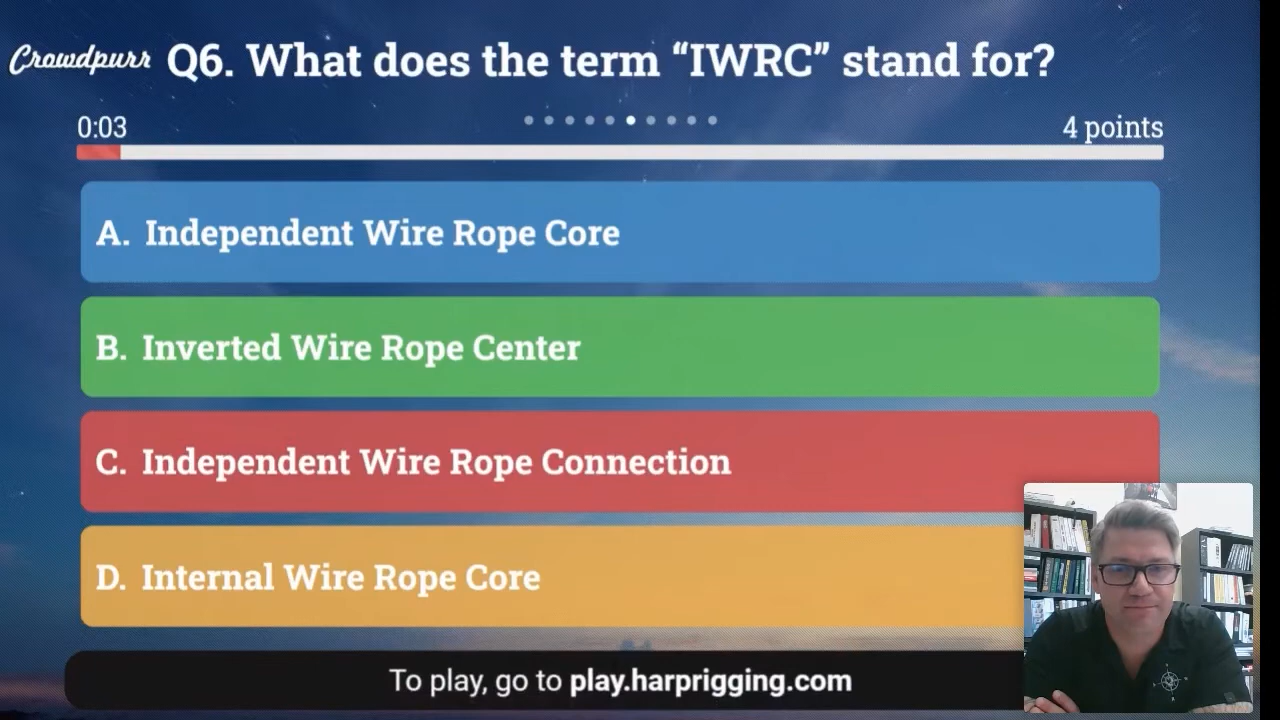 Crowdpurr Q6. What does the term “IWRC” stand for?
0:03
4 points
A. Independent Wire Rope Core
B. Inverted Wire Rope Center
C. Independent Wire Rope Connection
D. Internal Wire Rope Core
To play, go to play.harprigging.com